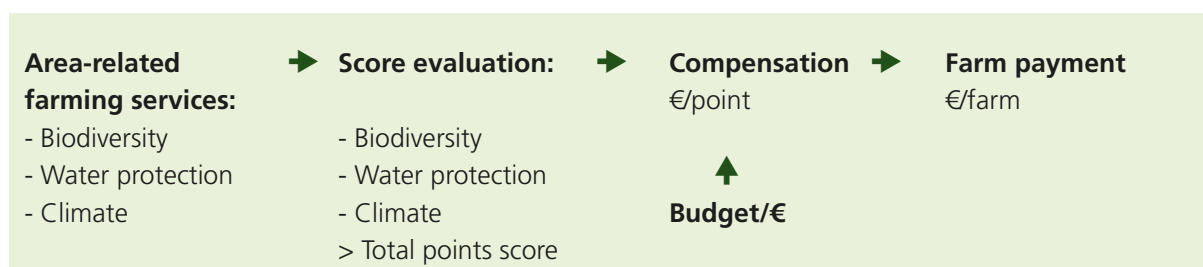 Area-related
farming services:
- Biodiversity
- Water protection
- Climate
Score evaluation:
- Biodiversity
- Water protection
- Climate
> Total points score
Compensation
€/point
Budget/€
Farm payment
€/farm